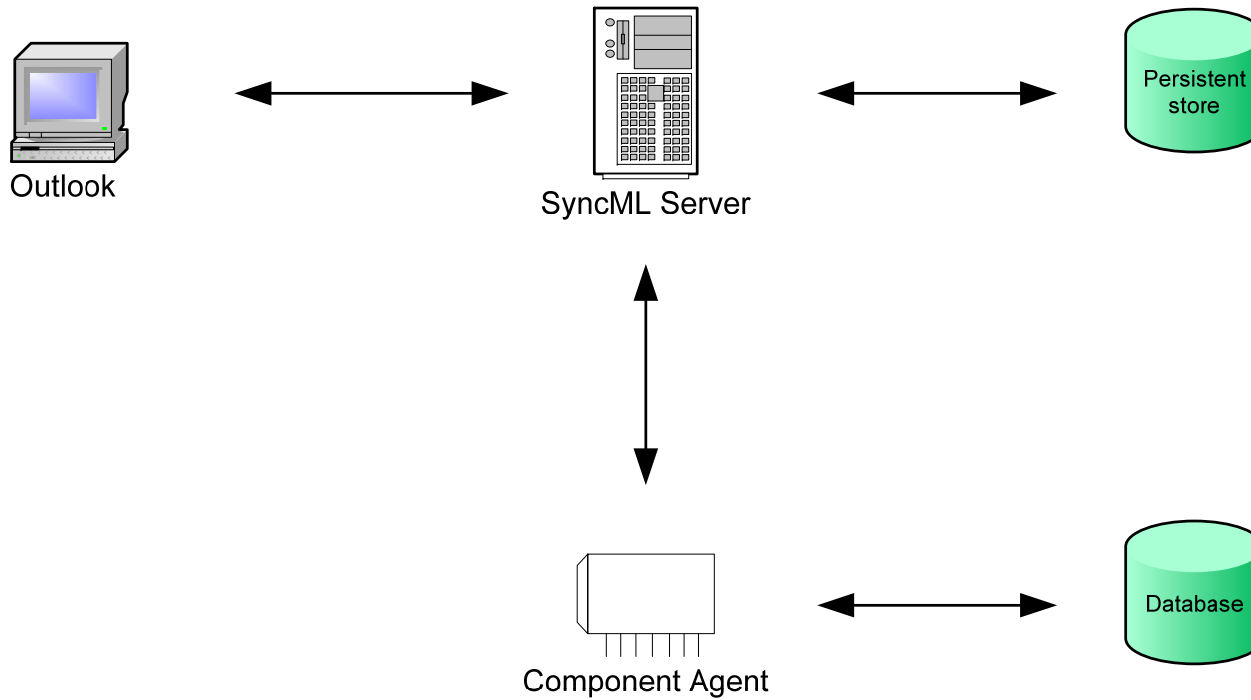 Persistent
store
Outlook
SyncML Server
Database
Component Agent